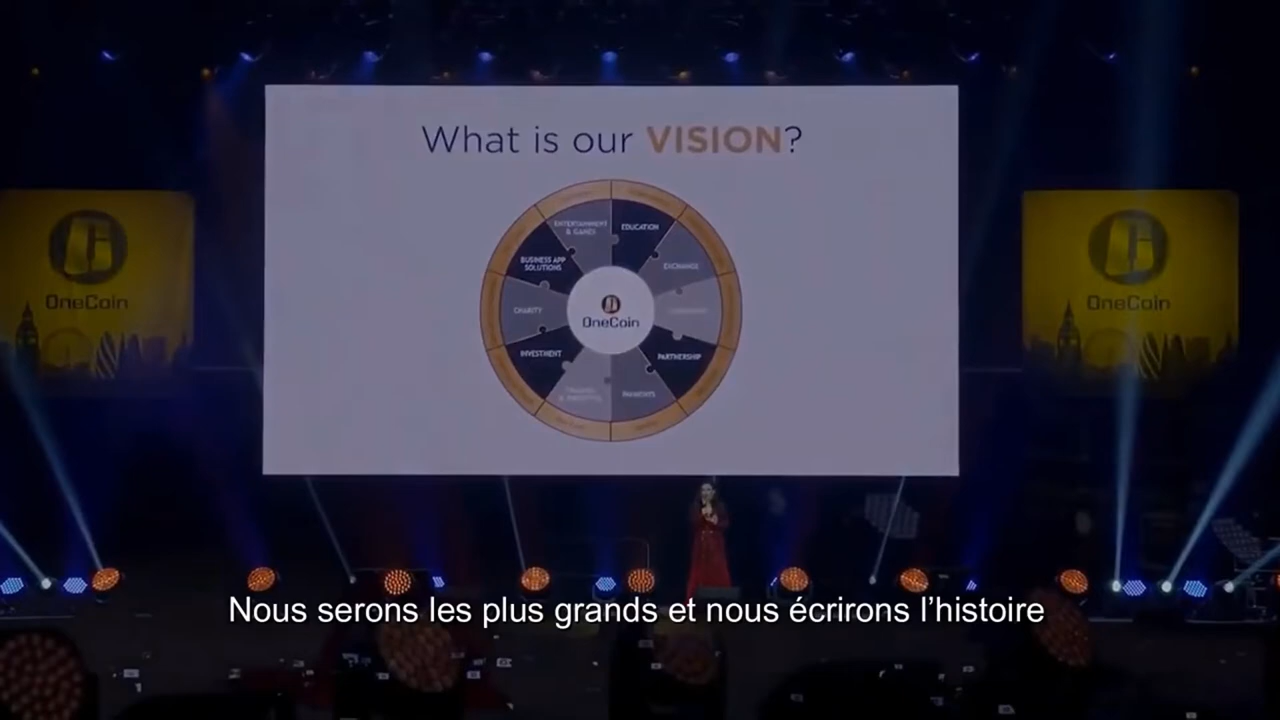 What is our VISION?
ENTERTAINMENT
& GAMES
EDUCATION
BUSINESS APP
SOLUTIONS
EXCHANGE
CHARITY
OneCoin
INVESTMENT
PARTNERSHIP
PAYMENTS
OneCoin
OneCoin
Nous serons les plus grands et nous écrirons l’histoire